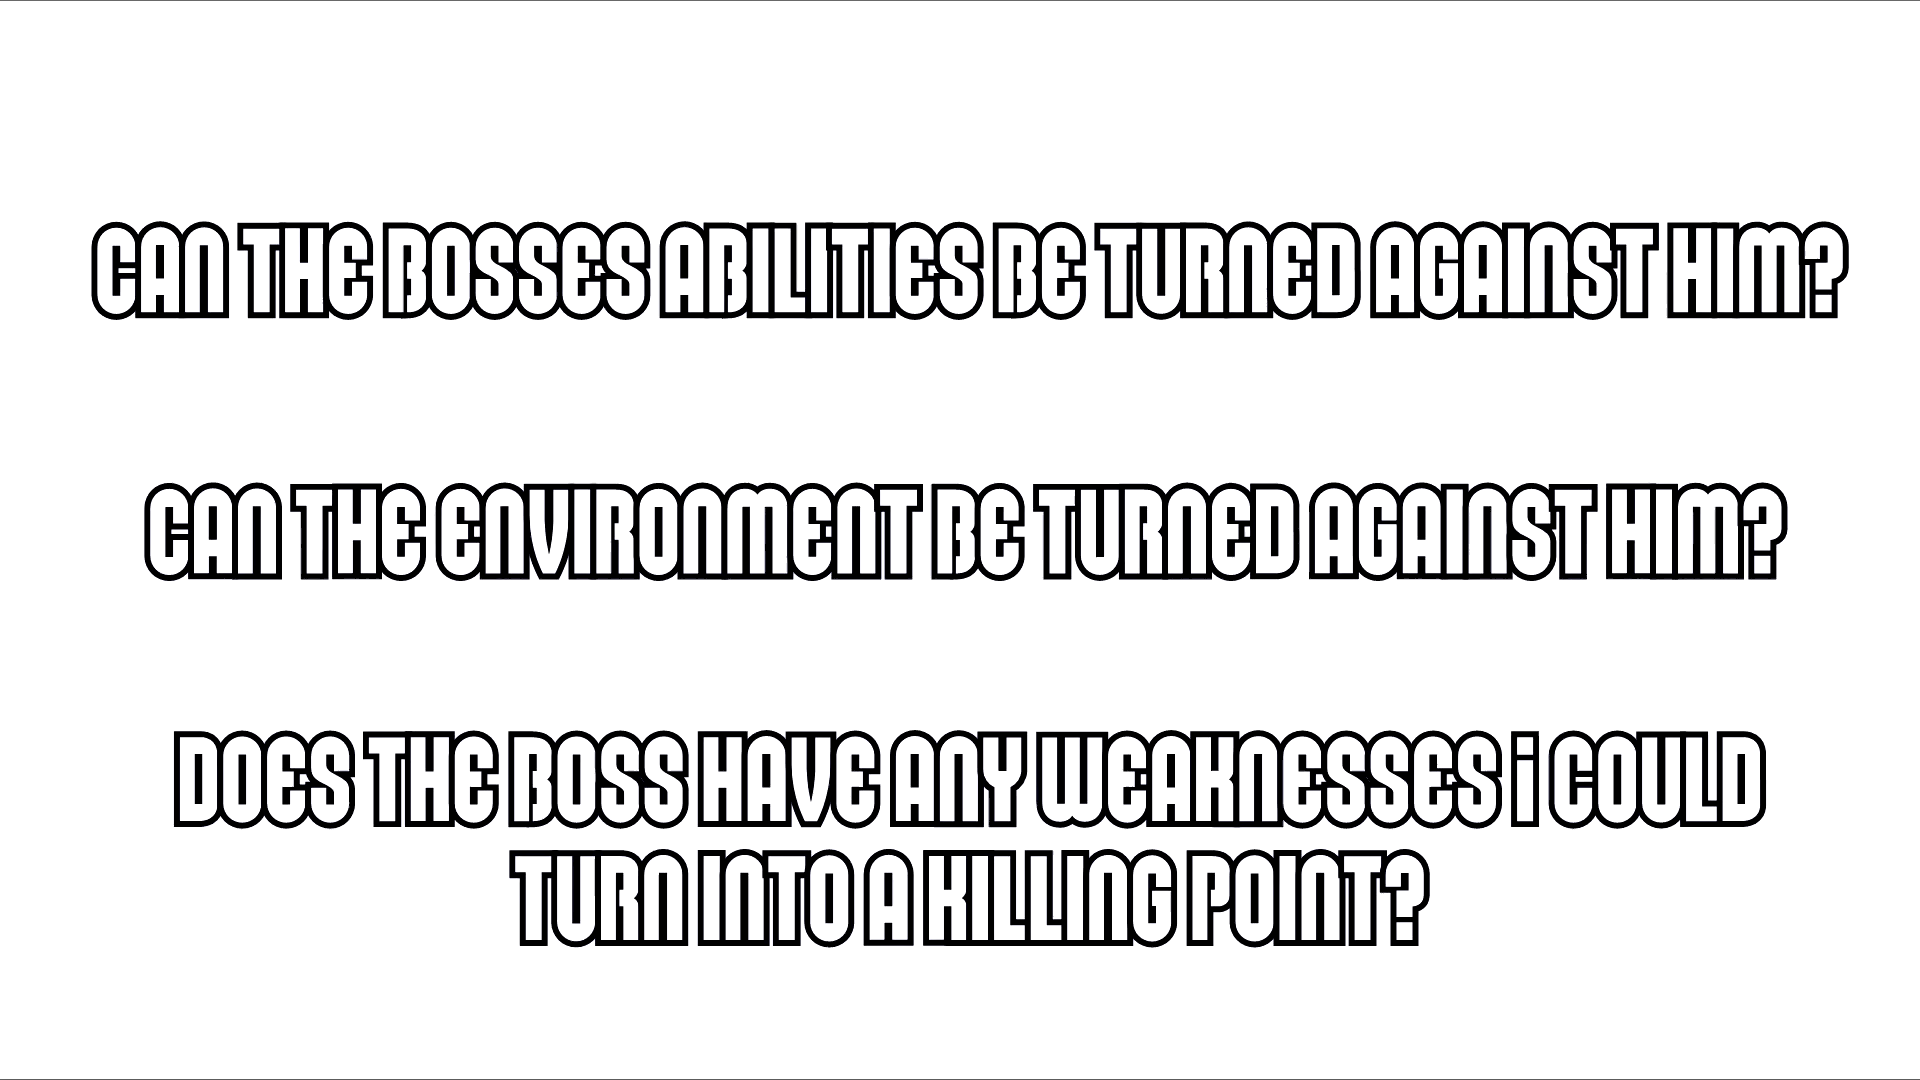 CAN THE BOSSES ABILITIES BE TURNED AGAINST HIM?
CAN THE ENVIRONMENT BE TURNED AGAINST HIM?
DOES THE BOSS HAVE ANY WEAKNESSES i COULD
TURN INTO A KILLING POINT?